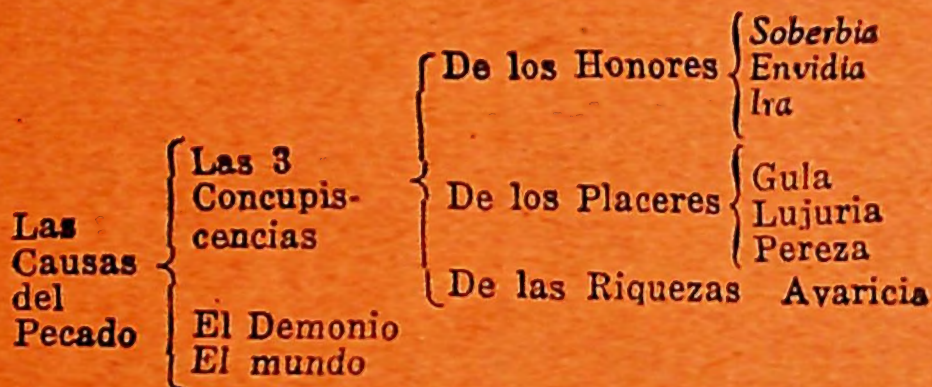 Las
Causas
del
Pecado
Las 3
Concupis-
cencias
De los Honores
Soberbia
Envidia
Ira
De los Placeres
Gula
Lujuria
Pereza
De las Riquezas Avaricia
El Demonio
El mundo